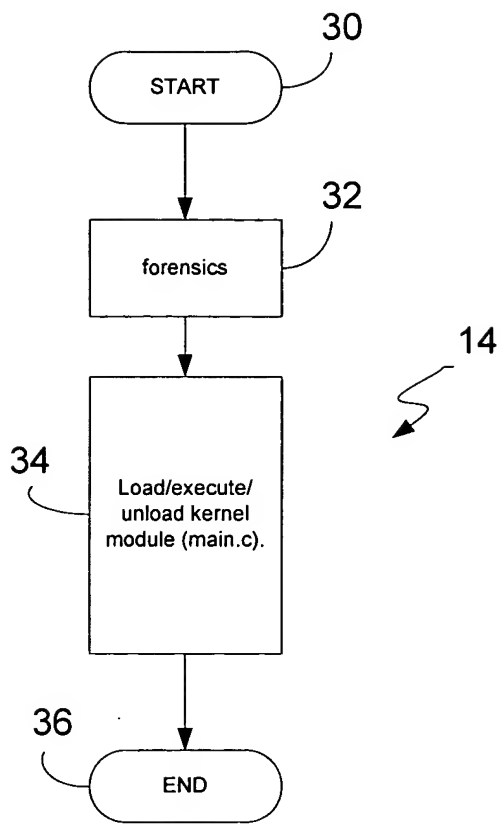 30
START
32
forensics
14
34
Load/execute/
unload kernel
module (main.c).
36
END